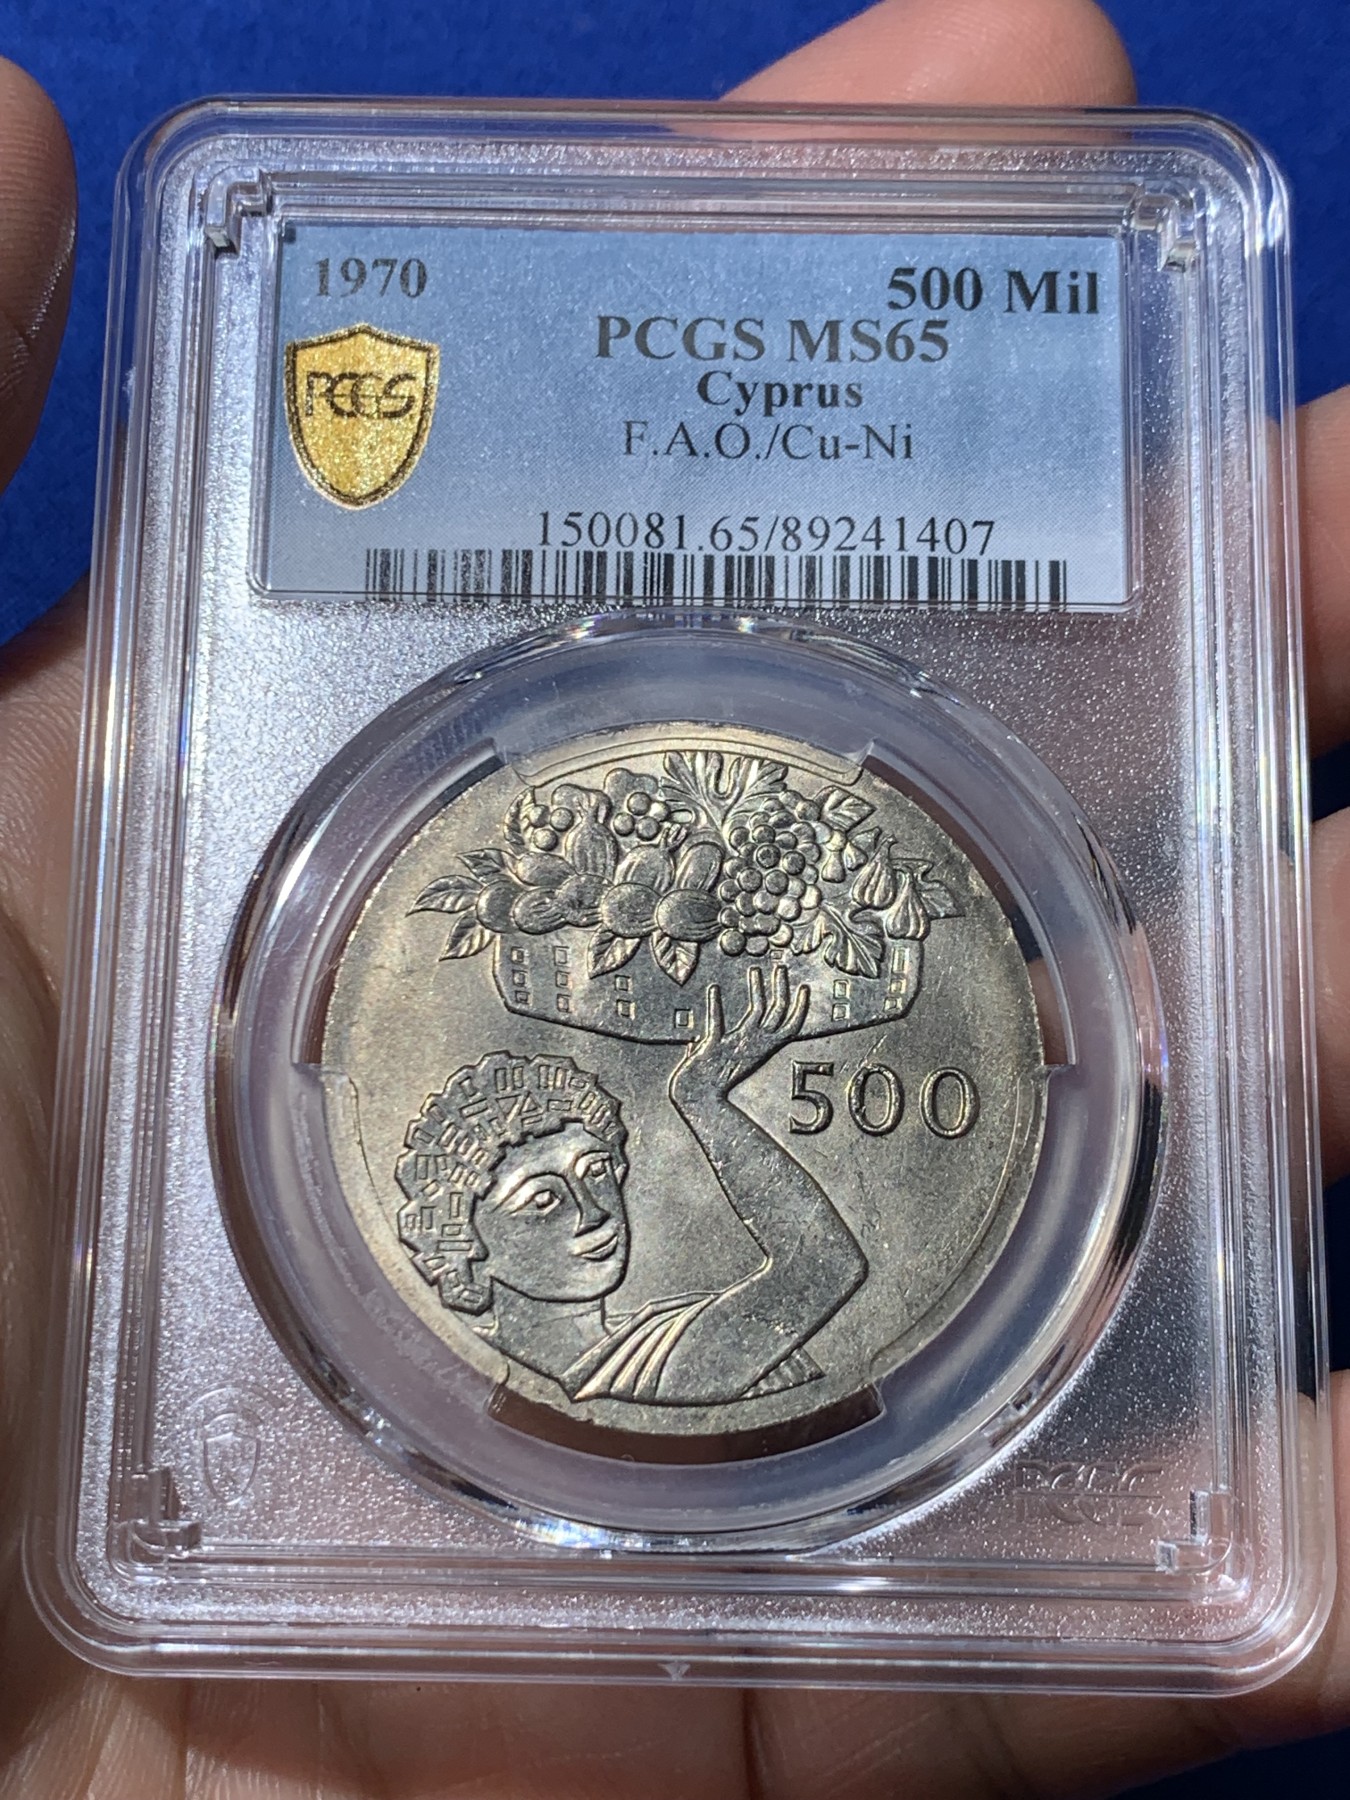 1970
500 Mil
PCGS MS65
PCGS
Cyprus
F.A.O./Cu-Ni
150081.65/89241407
500
PCGS